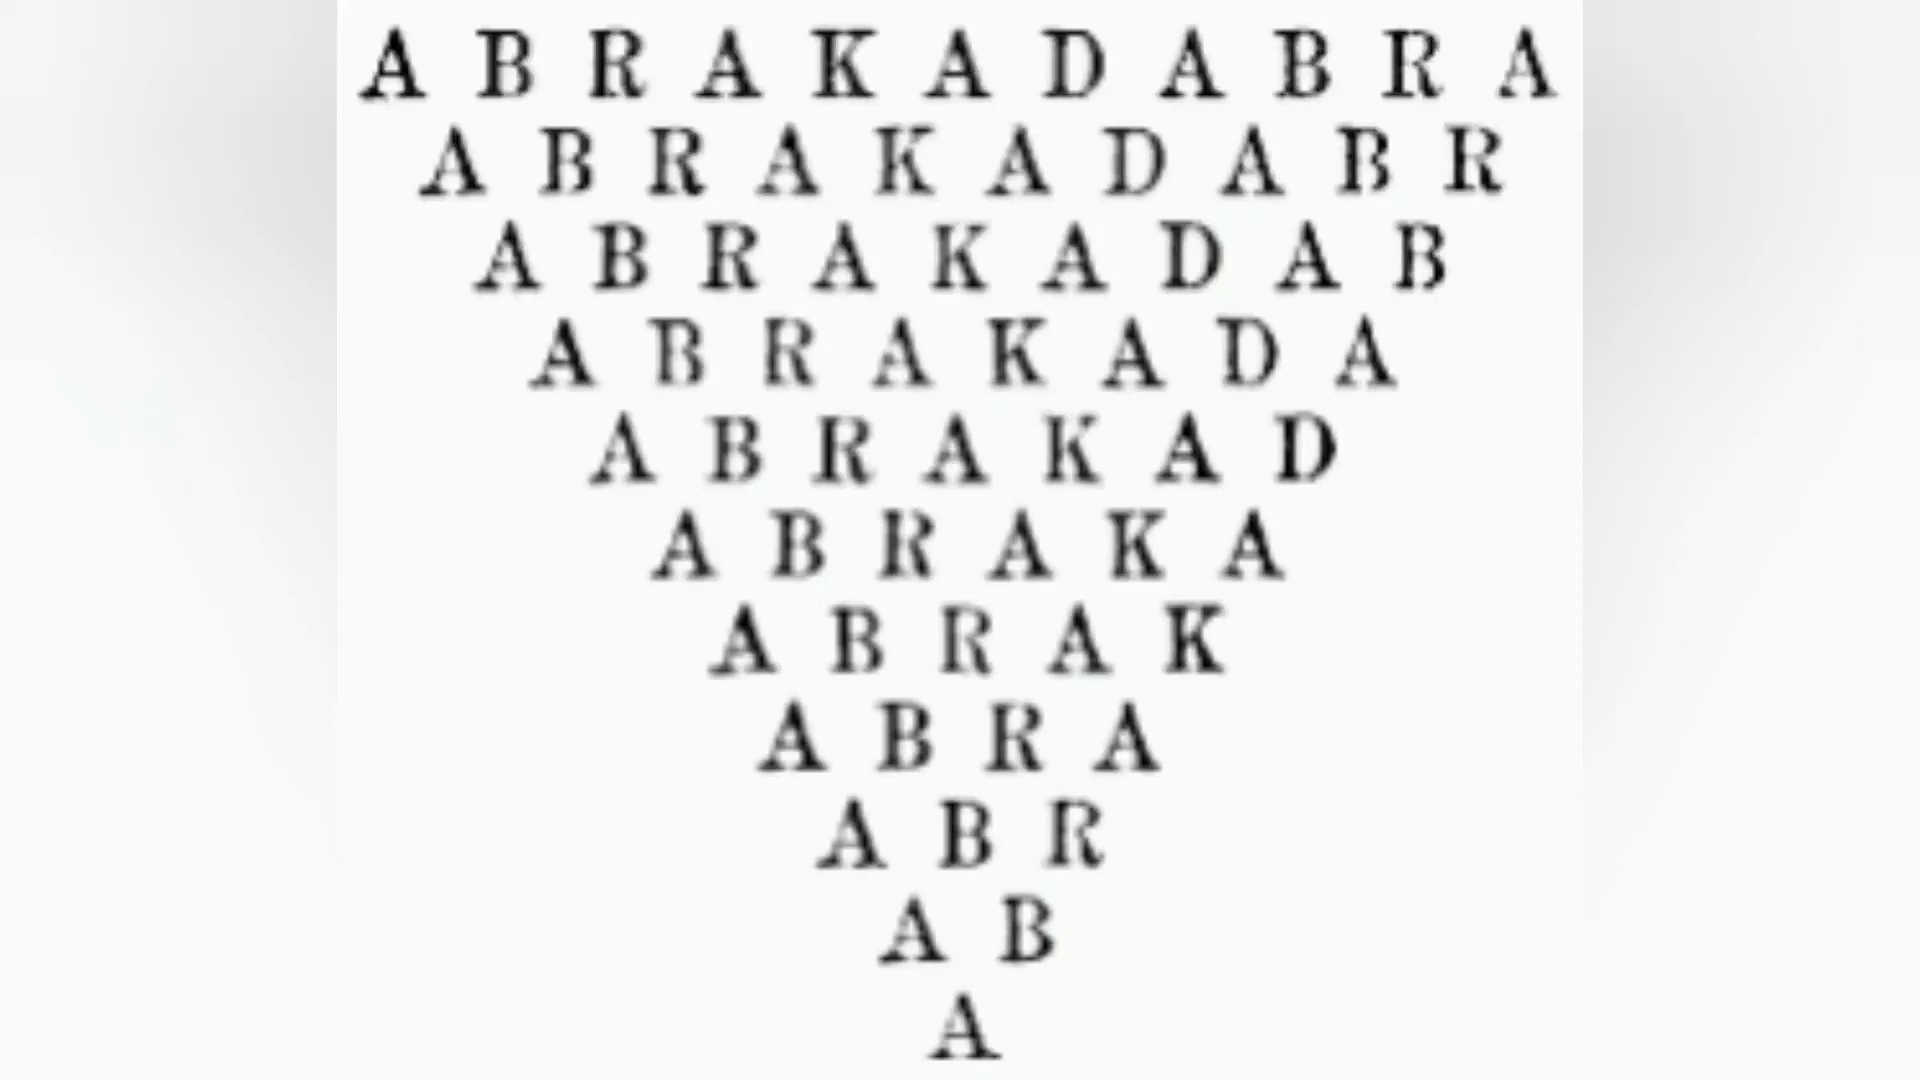 A B R A K A D A B R A
A B R A K A D A B R
A B R A K A D A B
A B R A K A D A
A B R A K A D
A B R A K A
A B R A K
A B R A
A B R
A B
A